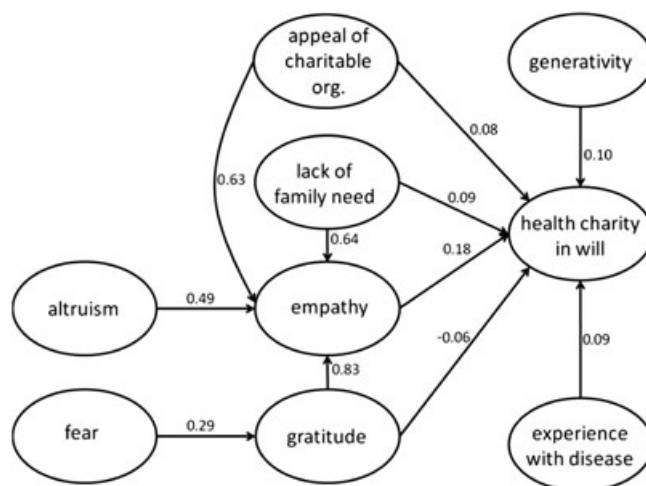 appeal of
charitable
org.
generativity
0.08
0.63
lack of
family need
0.10
0.09
health charity
in will
0.64
0.18
altruism
0.49
empathy
-0.06
0.83
0.09
fear
0.29
gratitude
experience
with disease